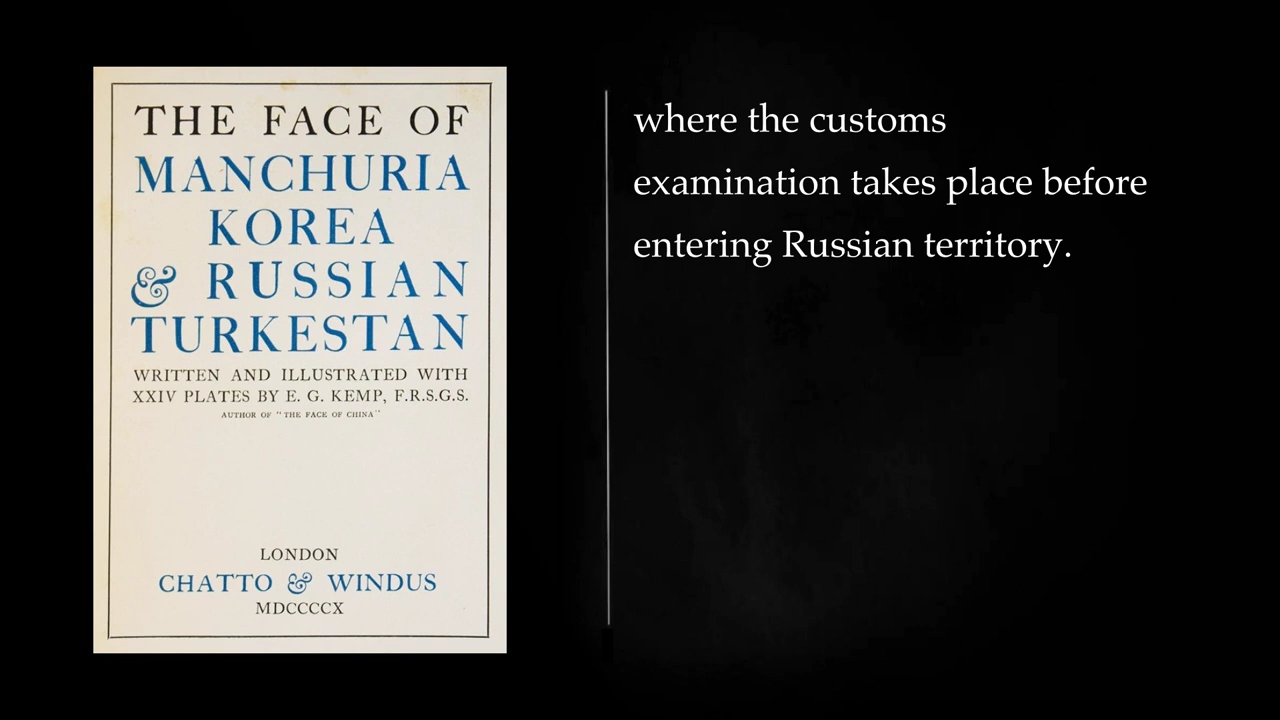 THE FACE OF
MANCHURIA
KOREA
& RUSSIAN
TURKESTAN
WRITTEN AND ILLUSTRATED WITH
XXIV PLATES BY E. G. KEMP, F.R.S.G.S.
AUTHOR OF "THE FACE OF CHINA"
LONDON
CHATTO & WINDUS
MDCCCCX
where the customs
examination takes place before
entering Russian territory.